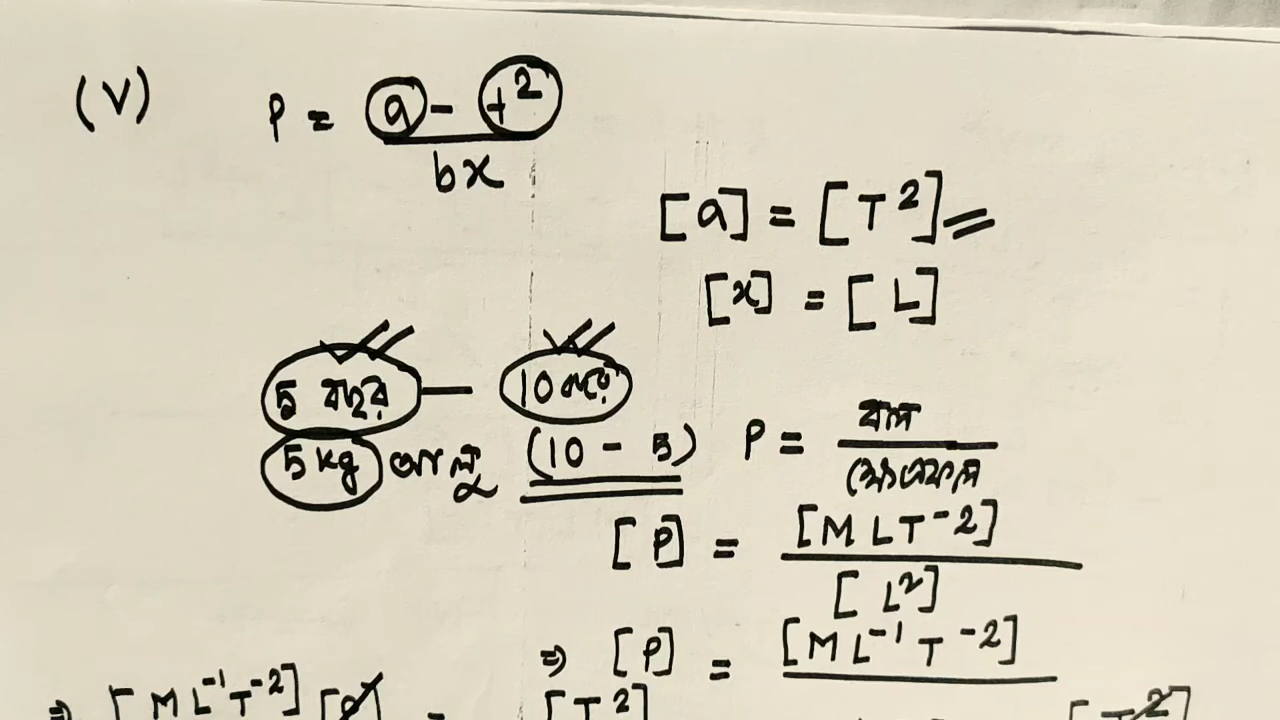 (V) P = a - t²
bx
[a] = [T²]
[x] = [L]
5 বছর — 10 বছর
5 kg আলু (10 - 5)
P = বল
ক্ষেত্রফল
[P] = [MLT⁻²]
[L²]
⇒ [P] = [ML⁻¹T⁻²]
⇒ [ML⁻¹T⁻²] = [T²]